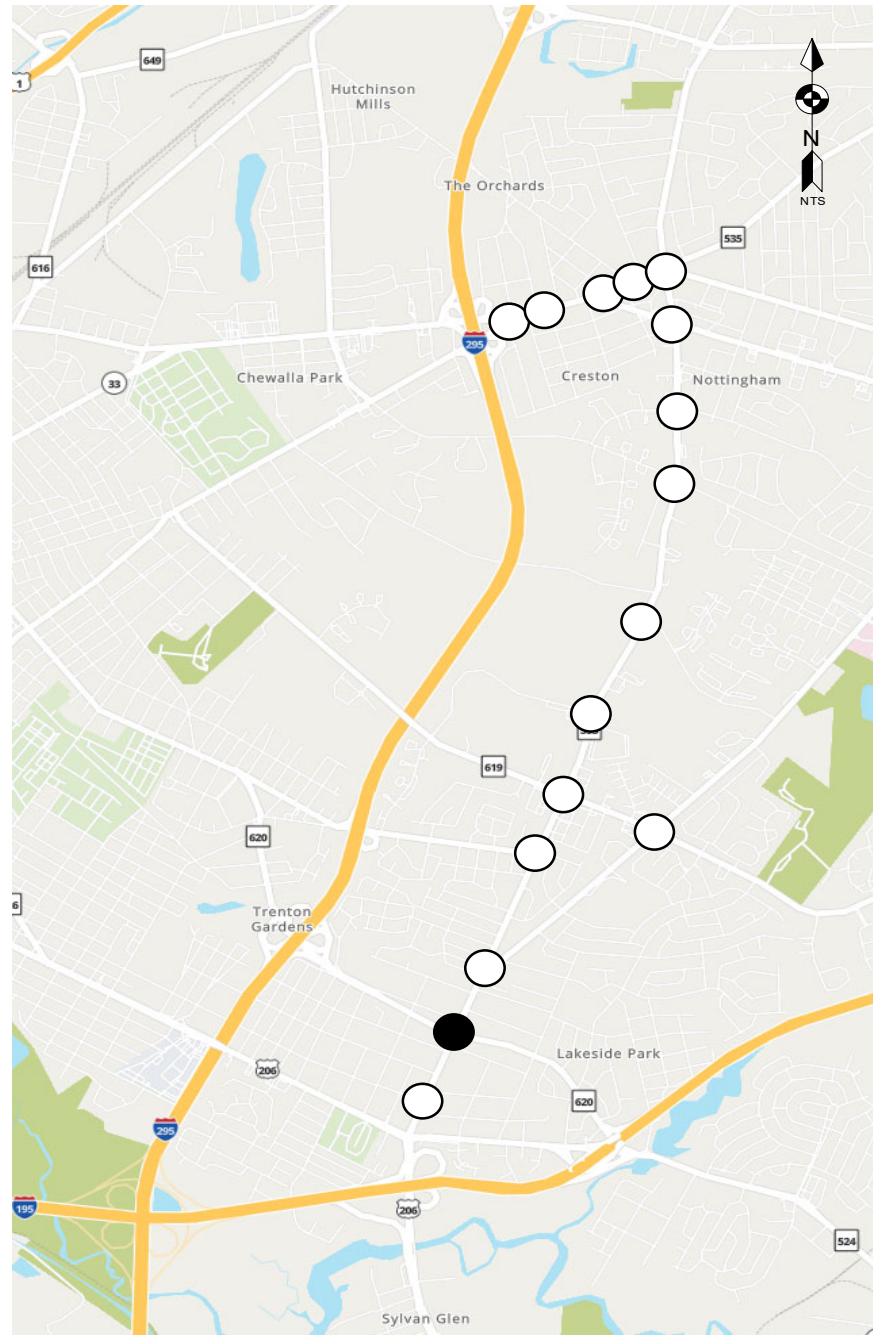 649
1
Hutchinson
Mills
N
The Orchards
NTS
535
616
295
33
Chewalla Park
Creston
Nottingham
619
620
Trenton
Gardens
Lakeside Park
206
620
295
195
206
524
Sylvan Glen